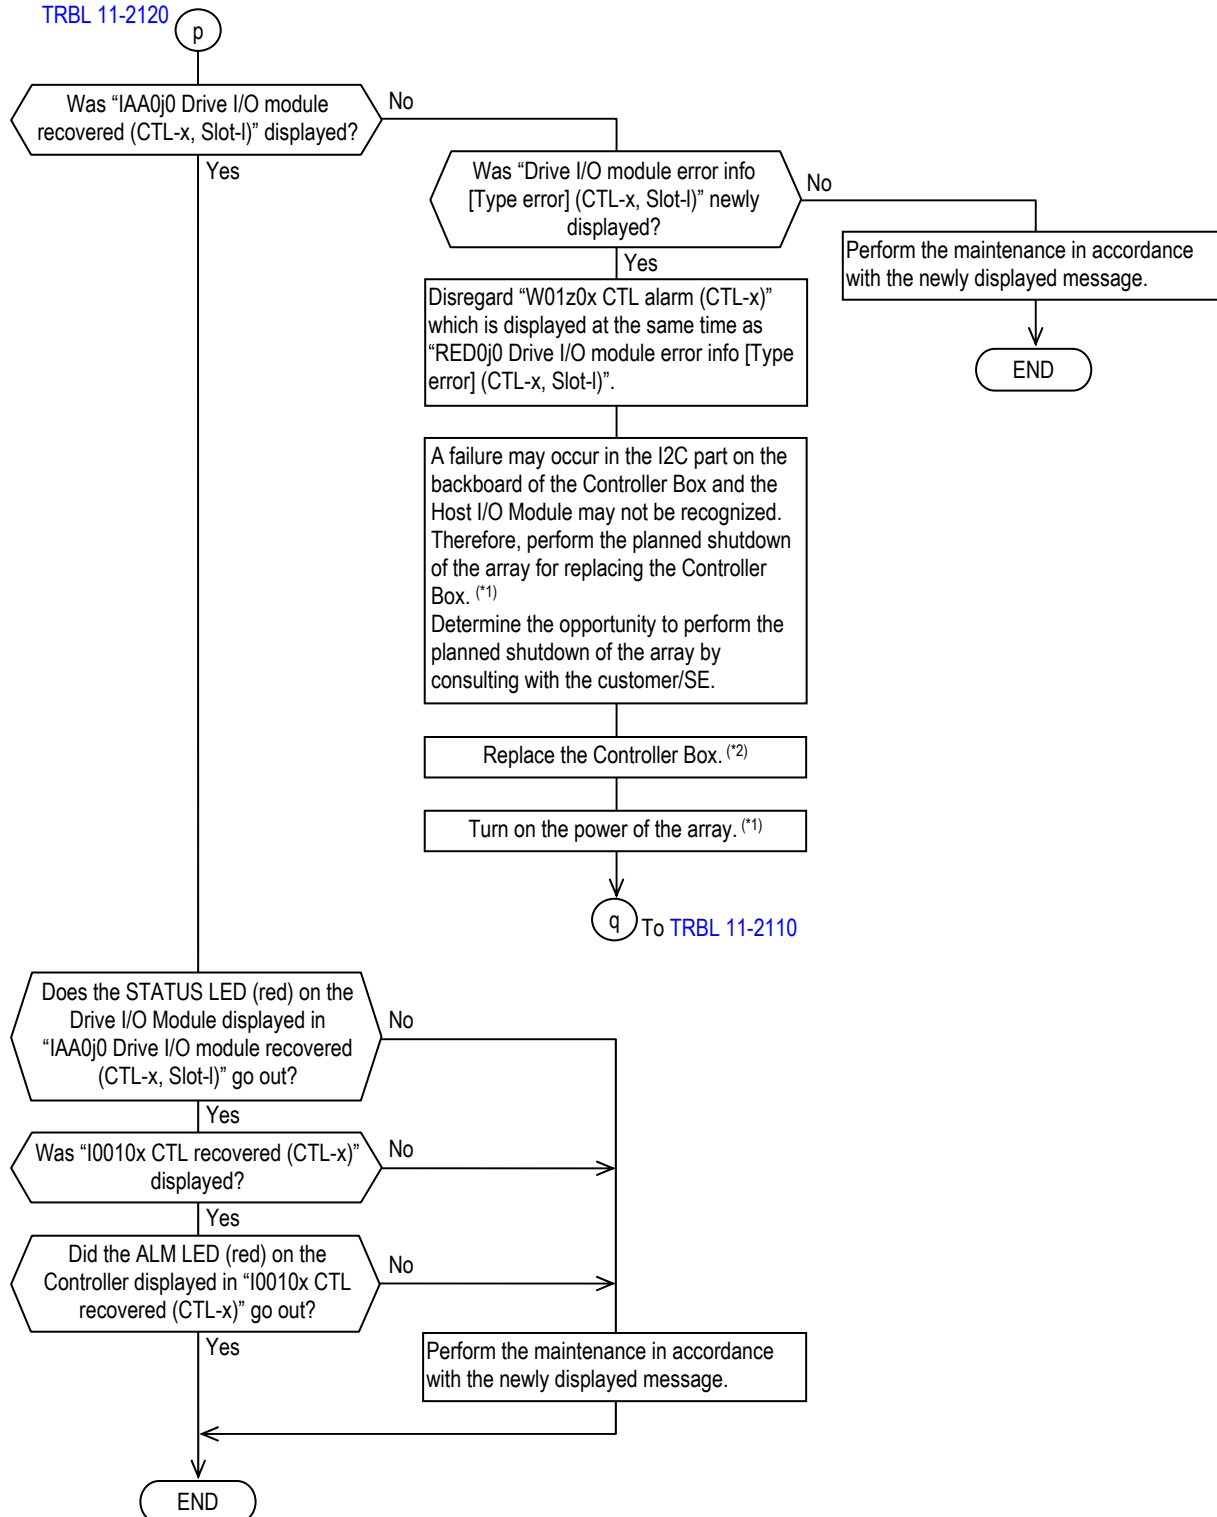 TRBL 11-2120
p
Was “IAA0j0 Drive I/O module
recovered (CTL-x, Slot-l)” displayed?
No
Yes
Was “Drive I/O module error info
[Type error] (CTL-x, Slot-l)” newly
displayed?
No
Yes
Perform the maintenance in accordance
with the newly displayed message.
END
Disregard “W01z0x CTL alarm (CTL-x)”
which is displayed at the same time as
“RED0j0 Drive I/O module error info [Type
error] (CTL-x, Slot-l)”.
A failure may occur in the I2C part on the
backboard of the Controller Box and the
Host I/O Module may not be recognized.
Therefore, perform the planned shutdown
of the array for replacing the Controller
Box. (*1)
Determine the opportunity to perform the
planned shutdown of the array by
consulting with the customer/SE.
Replace the Controller Box. (*2)
Turn on the power of the array. (*1)
q To TRBL 11-2110
Does the STATUS LED (red) on the
Drive I/O Module displayed in
“IAA0j0 Drive I/O module recovered
(CTL-x, Slot-l)” go out?
No
Yes
Was “I0010x CTL recovered (CTL-x)”
displayed?
No
Yes
Did the ALM LED (red) on the
Controller displayed in “I0010x CTL
recovered (CTL-x)” go out?
No
Yes
Perform the maintenance in accordance
with the newly displayed message.
END